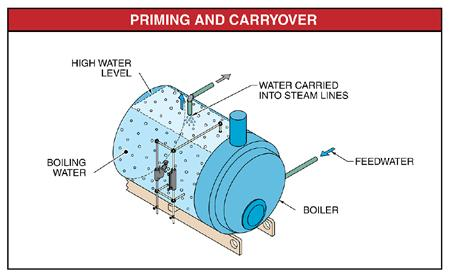 PRIMING AND CARRYOVER
HIGH WATER
LEVEL
WATER CARRIED
INTO STEAM LINES
BOILING
WATER
FEEDWATER
BOILER